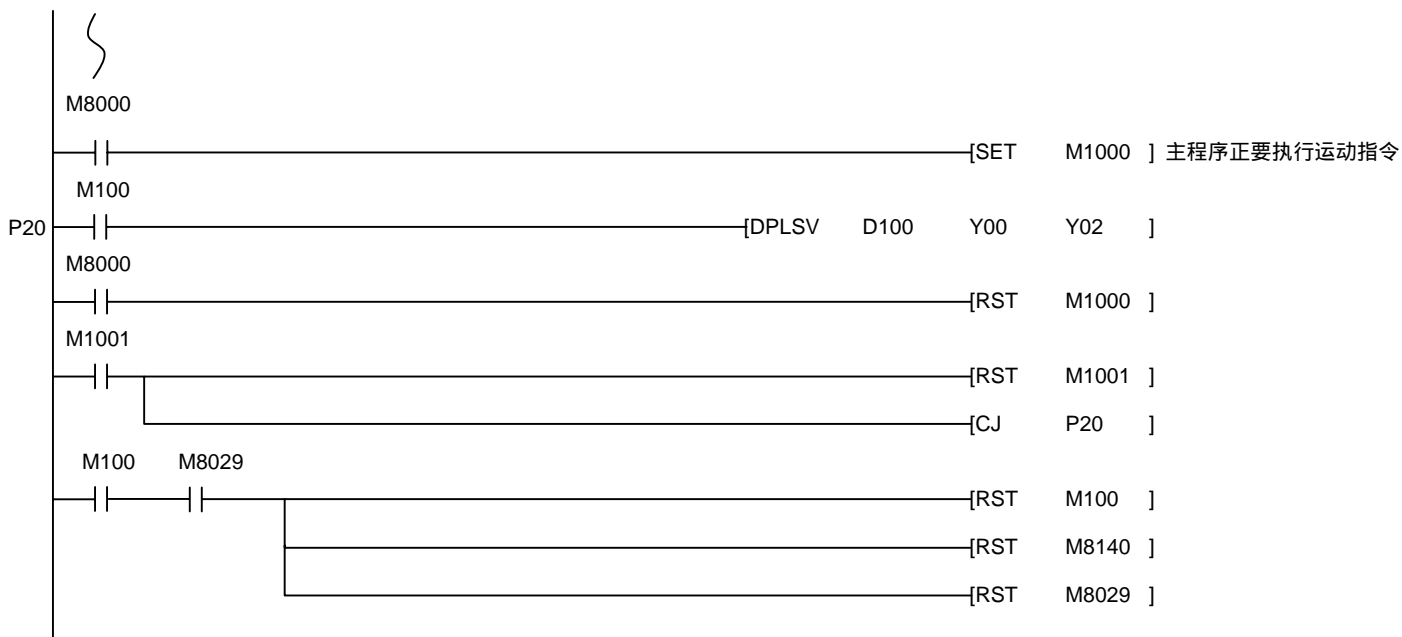 M8000
[SET M1000 ] 主程序正要执行运动指令
M100
P20 [DPLSV D100 Y00 Y02 ]
M8000
[RST M1000 ]
M1001
[RST M1001 ]
[CJ P20 ]
M100 M8029
[RST M100 ]
[RST M8140 ]
[RST M8029 ]